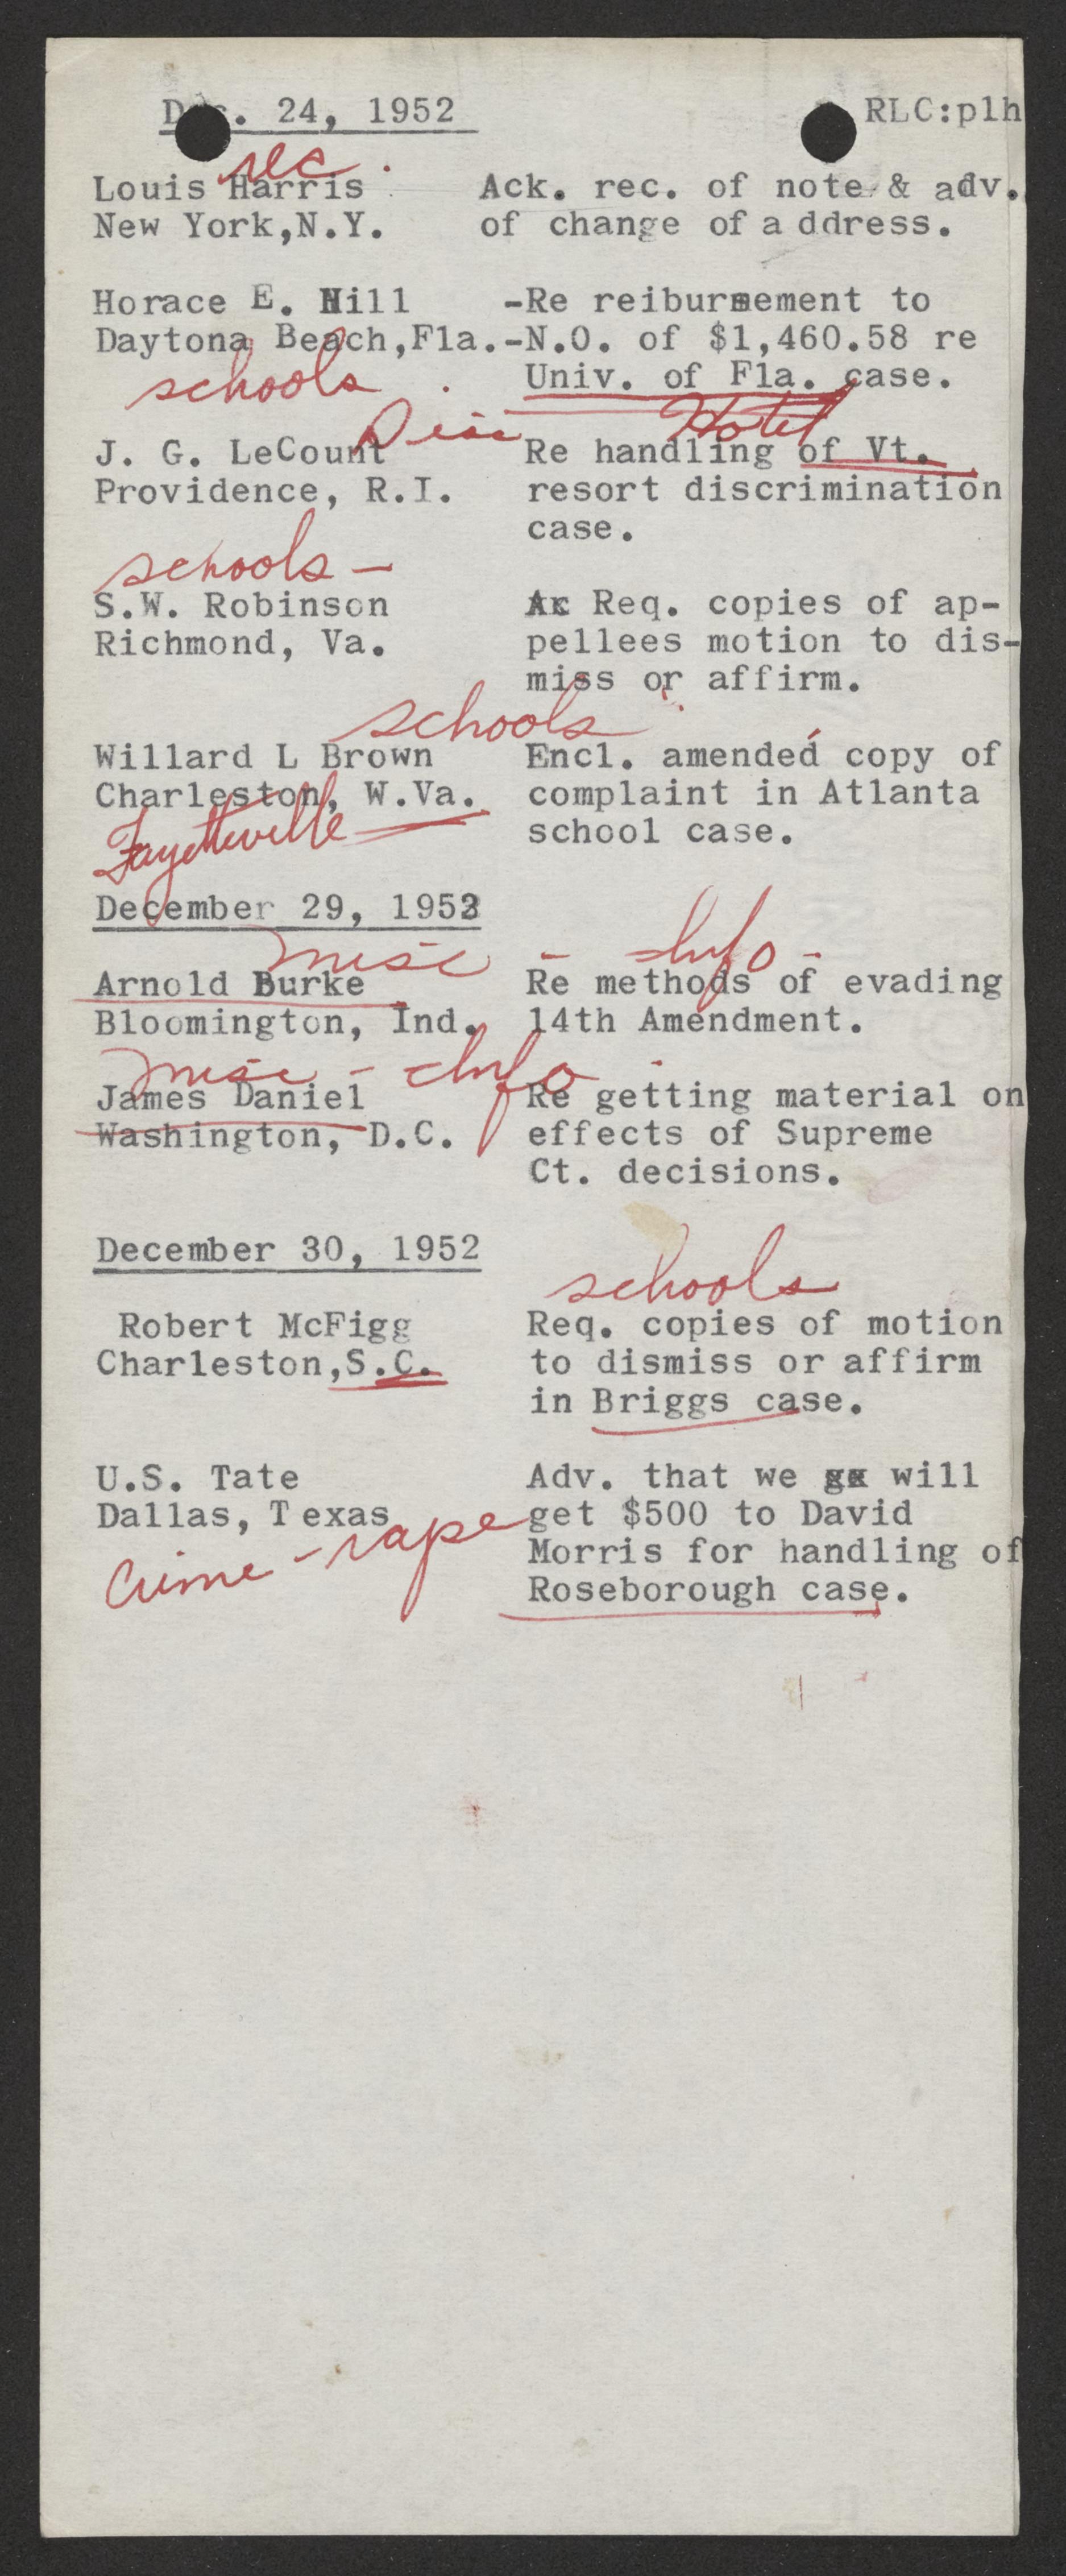 Dec. 24, 1952 RLC:plh
rec.
Louis Harris Ack. rec. of note & adv.
New York,N.Y. of change of a ddress.
Horace E. Hill -Re reibursement to
Daytona Beach,Fla.-N.O. of $1,460.58 re
schools Univ. of Fla. case.
Disc Hotel
J. G. LeCount Re handling of Vt.
Providence, R.I. resort discrimination
case.
schools -
S.W. Robinson Ak Req. copies of ap-
Richmond, Va. pellees motion to dis-
miss or affirm.
schools
Willard L Brown Encl. amended copy of
Charleston, W.Va. complaint in Atlanta
Fayetteville school case.
December 29, 1952
misc - Info -
Arnold Burke Re methods of evading
Bloomington, Ind. 14th Amendment.
misc - Info
James Daniel Re getting material on
Washington, D.C. effects of Supreme
Ct. decisions.
December 30, 1952
schools
Robert McFigg Req. copies of motion
Charleston,S.C. to dismiss or affirm
in Briggs case.
U.S. Tate Adv. that we gx will
Dallas, Texas get $500 to David
crime - rape Morris for handling of
Roseborough case.